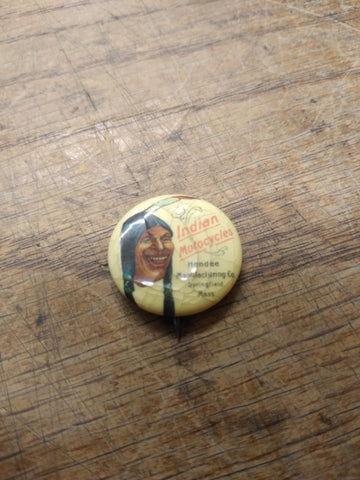 Indian
Motocycles
Hendee
Manufacturing Co.
Springfield
Mass.